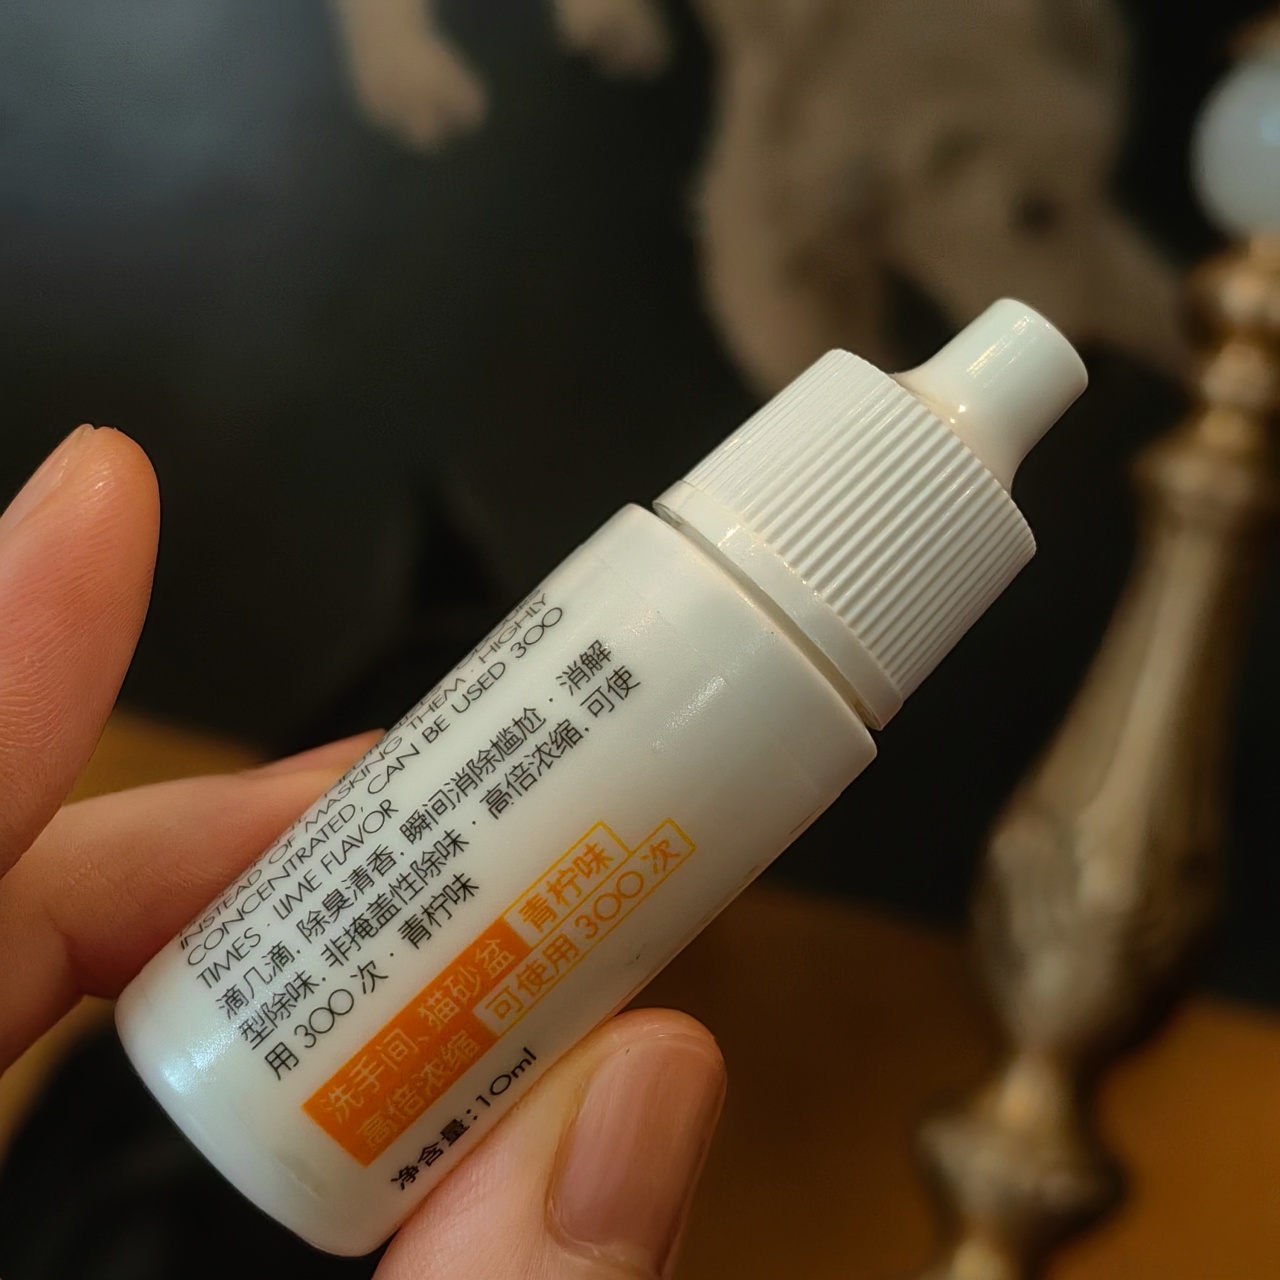 INSTEAD OF MASKING THEM · HIGHLY
CONCENTRATED, CAN BE USED 300
TIMES · LIME FLAVOR
滴几滴, 除臭清香, 瞬间消除尴尬 · 消解
型除味, 非掩盖性除味 · 高倍浓缩, 可使
用 300 次 · 青柠味
洗手间、猫砂盆 青柠味
高倍浓缩 可使用 300 次
净含量:10ml